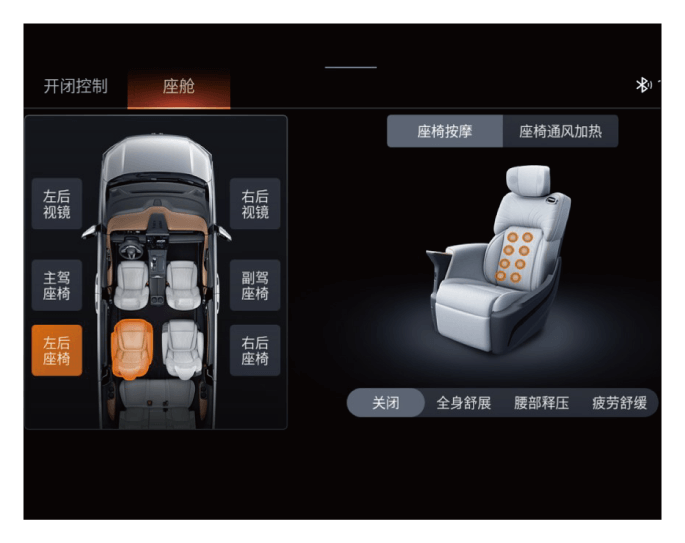 开闭控制
座舱
座椅按摩
座椅通风加热
左后
视镜
右后
视镜
主驾
座椅
副驾
座椅
左后
座椅
右后
座椅
关闭
全身舒展
腰部释压
疲劳舒缓